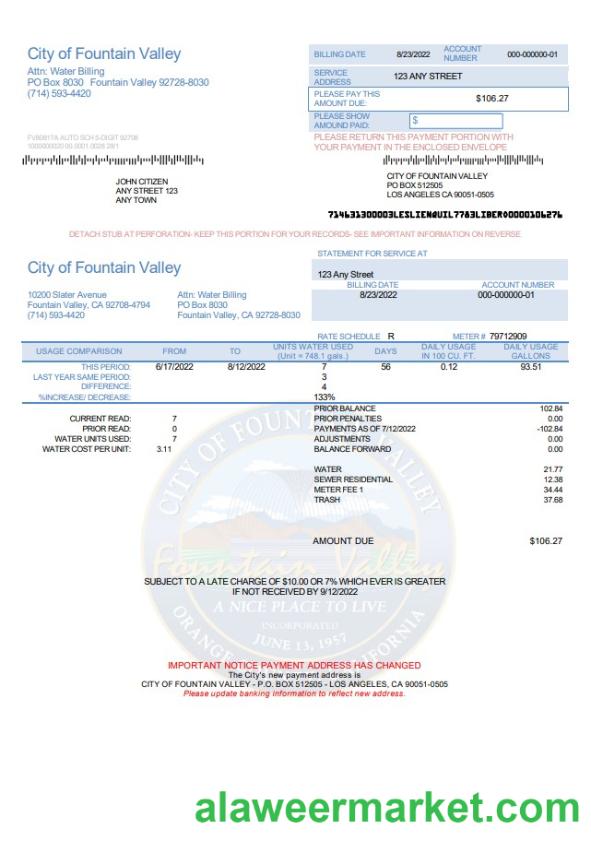 City of Fountain Valley
Attn: Water Billing
PO Box 8030 Fountain Valley 92728-8030
(714) 593-4420
BILLING DATE 8/23/2022 ACCOUNT NUMBER 000-000000-01
SERVICE ADDRESS 123 ANY STREET
PLEASE PAY THIS AMOUNT DUE: $106.27
PLEASE SHOW AMOUND PAID: $
PLEASE RETURN THIS PAYMENT PORTION WITH
YOUR PAYMENT IN THE ENCLOSED ENVELOPE
JOHN CITIZEN
ANY STREET 123
ANY TOWN
CITY OF FOUNTAIN VALLEY
PO BOX 512505
LOS ANGELES CA 90051-0505
DETACH STUB AT PERFORATION- KEEP THIS PORTION FOR YOUR RECORDS- SEE IMPORTANT INFORMATION ON REVERSE
City of Fountain Valley
10200 Slater Avenue
Fountain Valley, CA 92708-4794
(714) 593-4420
Attn: Water Billing
PO Box 8030
Fountain Valley, CA 92728-8030
STATEMENT FOR SERVICE AT
123 Any Street
BILLING DATE ACCOUNT NUMBER
8/23/2022 000-000000-01
RATE SCHEDULE R METER # 79712909
USAGE COMPARISON FROM TO UNITS WATER USED (Unit = 748.1 gals.) DAYS DAILY USAGE IN 100 CU. FT. DAILY USAGE GALLONS
THIS PERIOD: 6/17/2022 8/12/2022 7 56 0.12 93.51
LAST YEAR SAME PERIOD: 3
DIFFERENCE: 4
%INCREASE/ DECREASE: 133%
CURRENT READ: 7
PRIOR READ: 0
WATER UNITS USED: 7
WATER COST PER UNIT: 3.11
PRIOR BALANCE 102.84
PRIOR PENALTIES 0.00
PAYMENTS AS OF 7/12/2022 -102.84
ADJUSTMENTS 0.00
BALANCE FORWARD 0.00
WATER 21.77
SEWER RESIDENTIAL 12.38
METER FEE 1 34.44
TRASH 37.68
AMOUNT DUE $106.27
CITY OF FOUNTAIN VALLEY
Fountain Valley
A NICE PLACE TO LIVE
INCORPORATED
JUNE 13, 1957
ORANGE CALIFORNIA
SUBJECT TO A LATE CHARGE OF $10.00 OR 7% WHICH EVER IS GREATER
IF NOT RECEIVED BY 9/12/2022
IMPORTANT NOTICE PAYMENT ADDRESS HAS CHANGED
The City's new payment address is
CITY OF FOUNTAIN VALLEY - P.O. BOX 512505 - LOS ANGELES, CA 90051-0505
Please update banking information to reflect new address.
alaweermarket.com